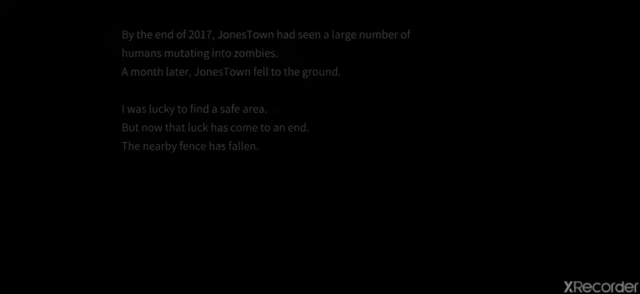 By the end of 2017, JonesTown had seen a large number of
humans mutating into zombies.
A month later, JonesTown fell to the ground.
I was lucky to find a safe area.
But now that luck has come to an end.
The nearby fence has fallen.
XRecorder